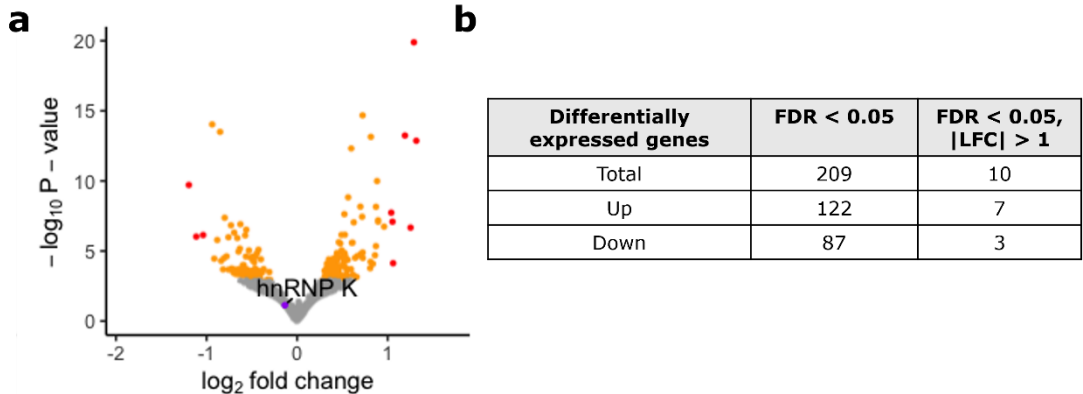 a
− log10 P − value
20
15
10
5
0
hnRNP K
-2
-1
0
1
log2 fold change
b
Differentially expressed genes
FDR < 0.05
FDR < 0.05, |LFC| > 1
Total
209
10
Up
122
7
Down
87
3